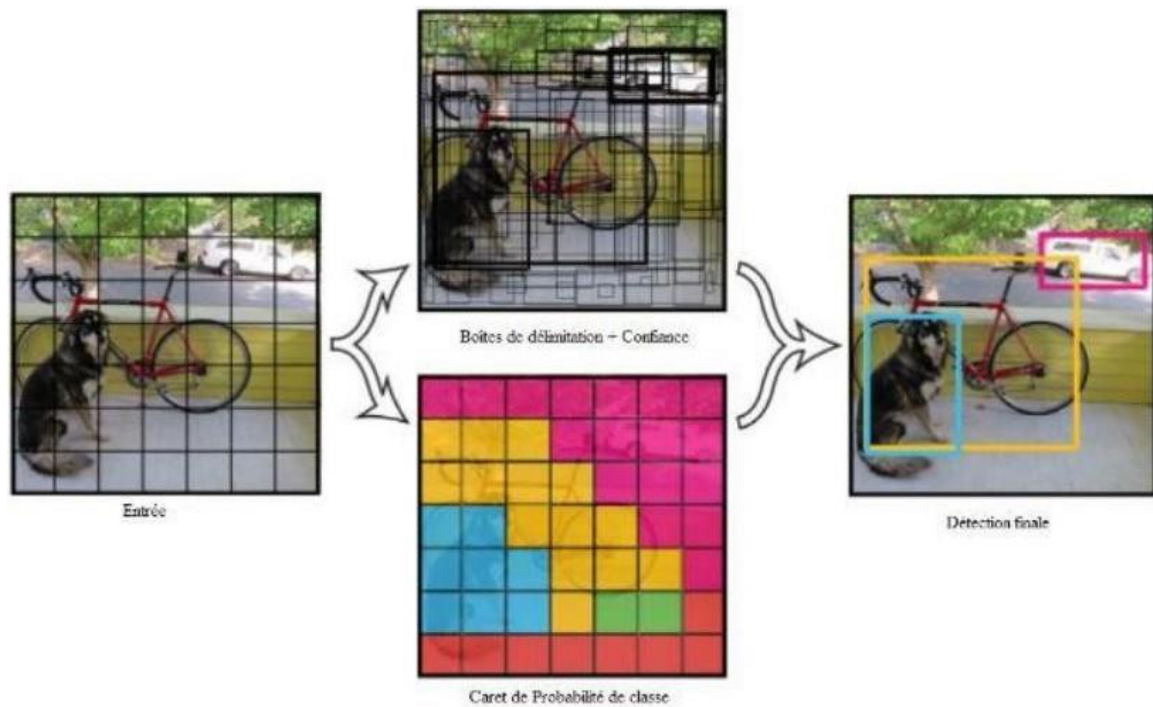 Boîtes de délimitation + Confiance
Entrée
Détection finale
Caret de Probabilité de classe